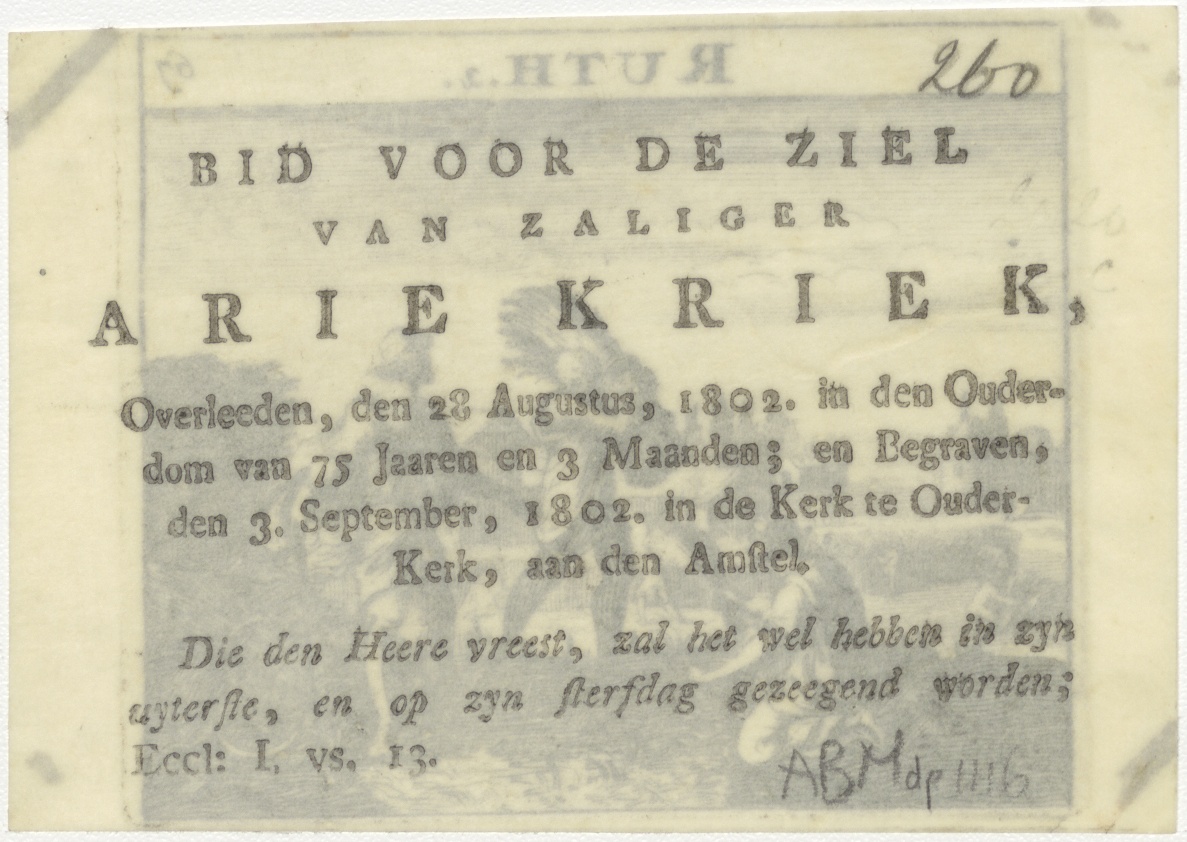 RUTH. 2. 67
260
BID VOOR DE ZIEL
VAN ZALIGER
ARIE KRIEK,
Overleeden, den 28 Augustus, 1802. in den Ouder-
dom van 75 Jaaren en 3 Maanden; en Begraven,
den 3. September, 1802. in de Kerk te Ouder-
Kerk, aan den Amſtel.
Die den Heere vreest, zal het wel hebben in zyn
uyterſte, en op zyn ſterfdag gezeegend worden;
Eccl: I. vs. 13.
ABMdp1116